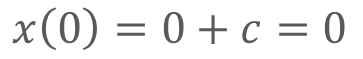 x(0) = 0 + c = 0